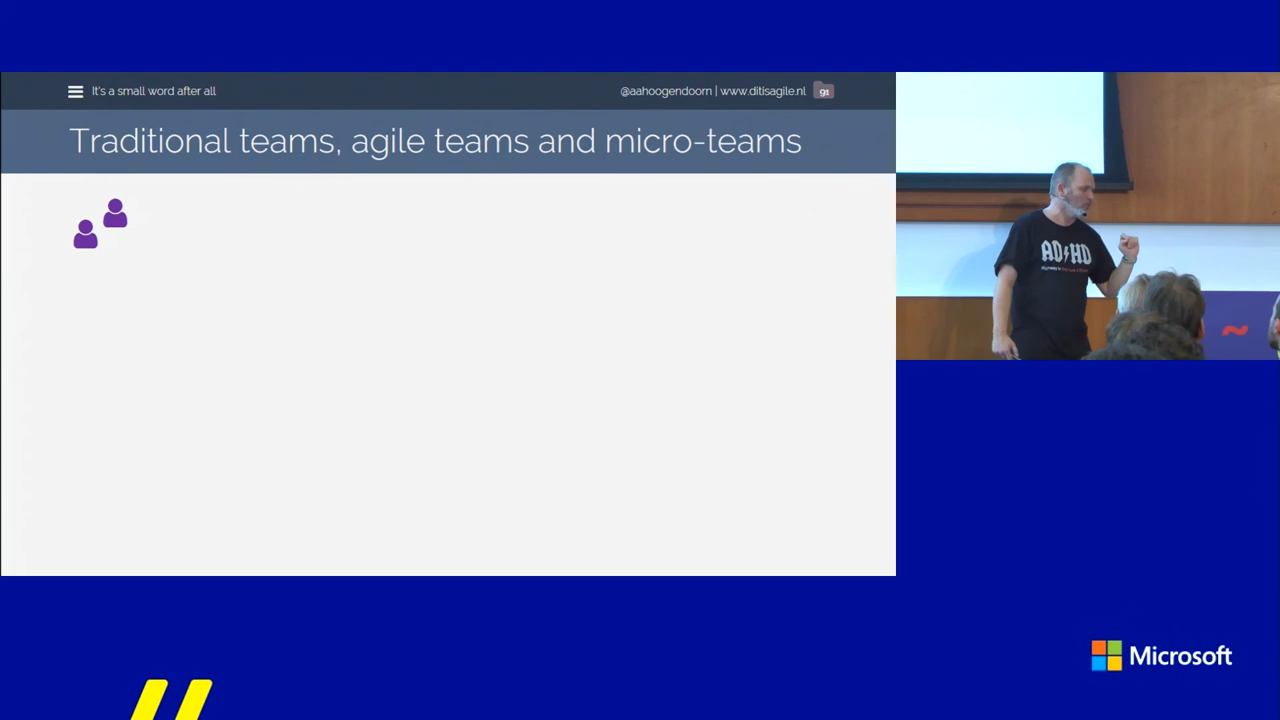 It's a small word after all
@aahoogendoorn | www.ditisagile.nl
91
Traditional teams, agile teams and micro-teams
AD HD
~
Microsoft